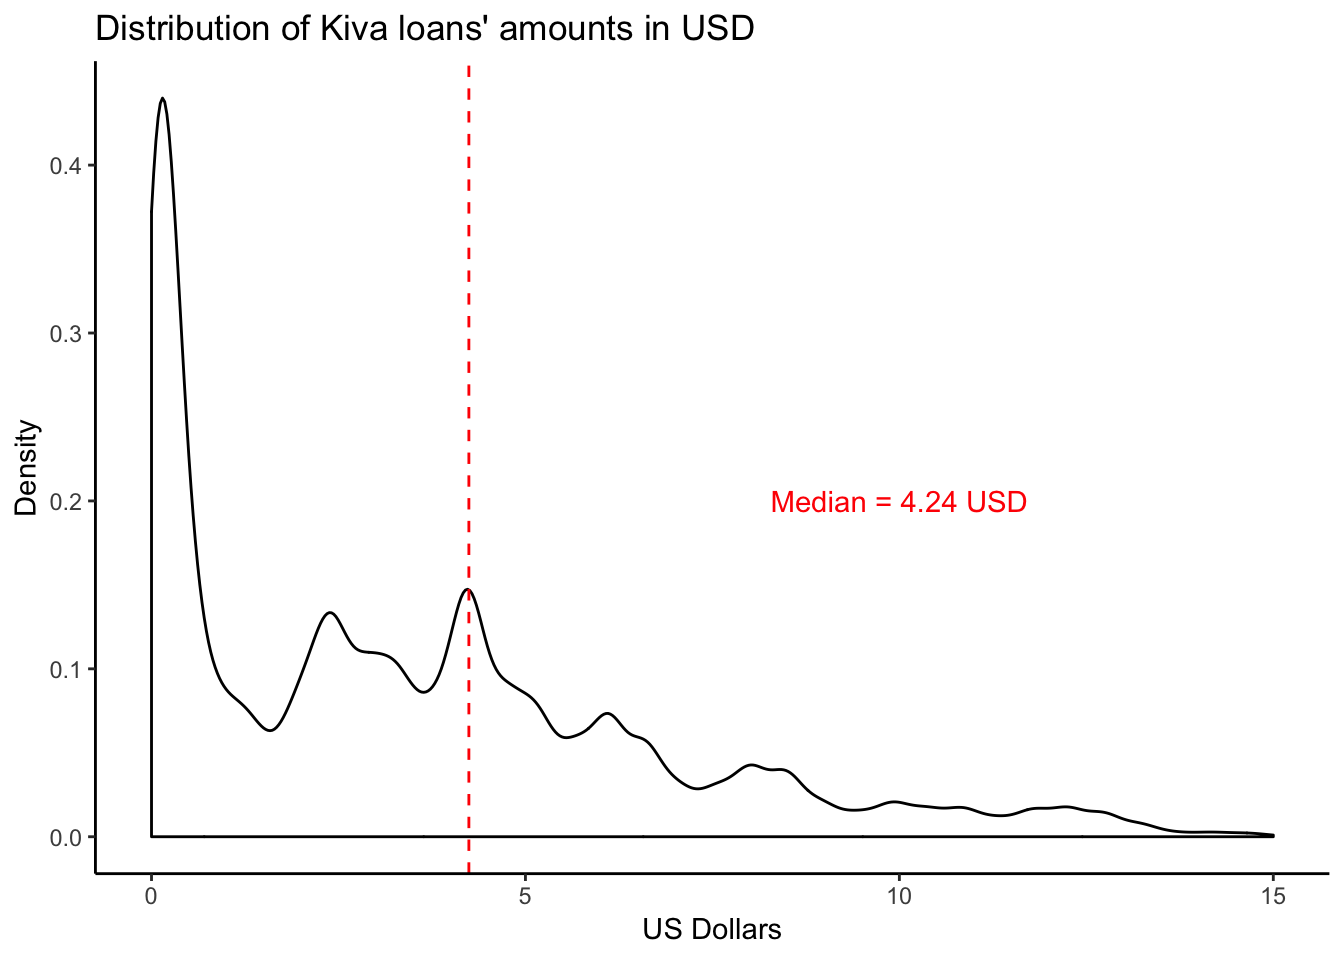 Distribution of Kiva loans' amounts in USD
0.4
0.3
0.2
0.1
0.0
Density
Median = 4.24 USD
0 5 10 15
US Dollars